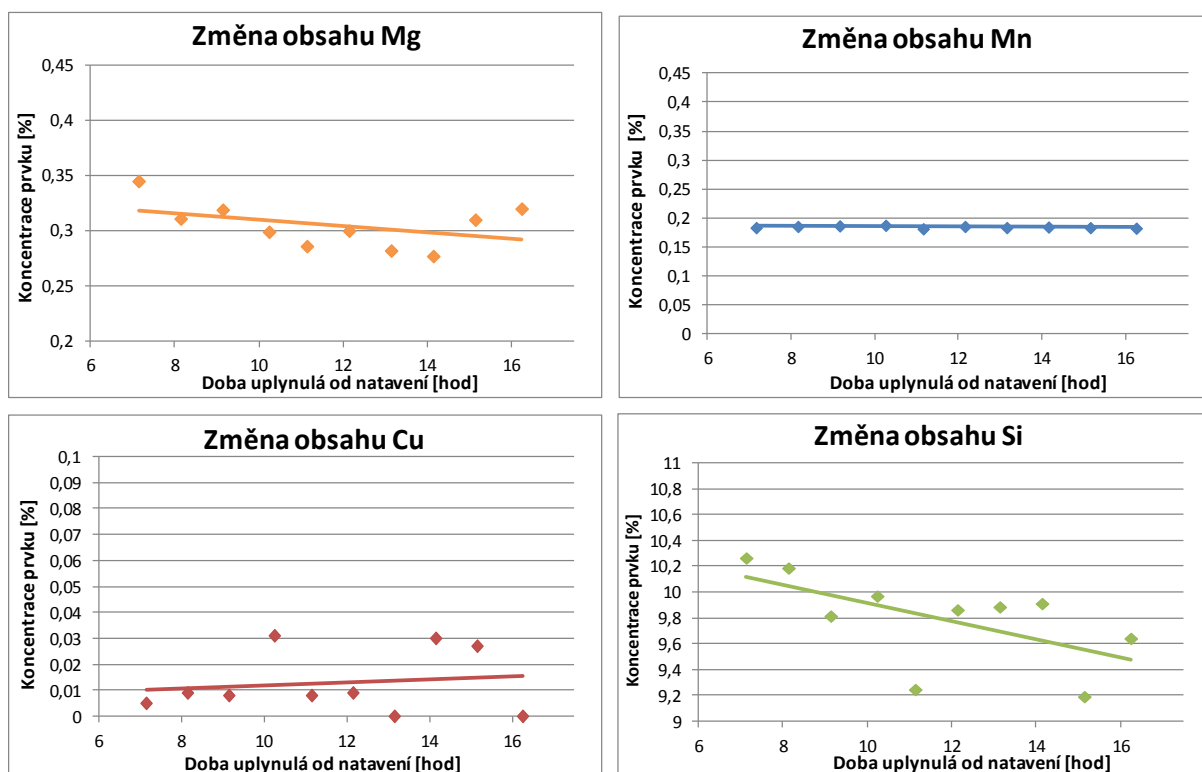 Změna obsahu Mg
Koncentrace prvku [%]
0,45
0,4
0,35
0,3
0,25
0,2
6 8 10 12 14 16
Doba uplynulá od natavení [hod]
Změna obsahu Mn
Koncentrace prvku [%]
0,45
0,4
0,35
0,3
0,25
0,2
0,15
0,1
0,05
0
6 8 10 12 14 16
Doba uplynulá od natavení [hod]
Změna obsahu Cu
Koncentrace prvku [%]
0,1
0,09
0,08
0,07
0,06
0,05
0,04
0,03
0,02
0,01
0
6 8 10 12 14 16
Doba uplynulá od natavení [hod]
Změna obsahu Si
Koncentrace prvku [%]
11
10,8
10,6
10,4
10,2
10
9,8
9,6
9,4
9,2
9
6 8 10 12 14 16
Doba uplynulá od natavení [hod]